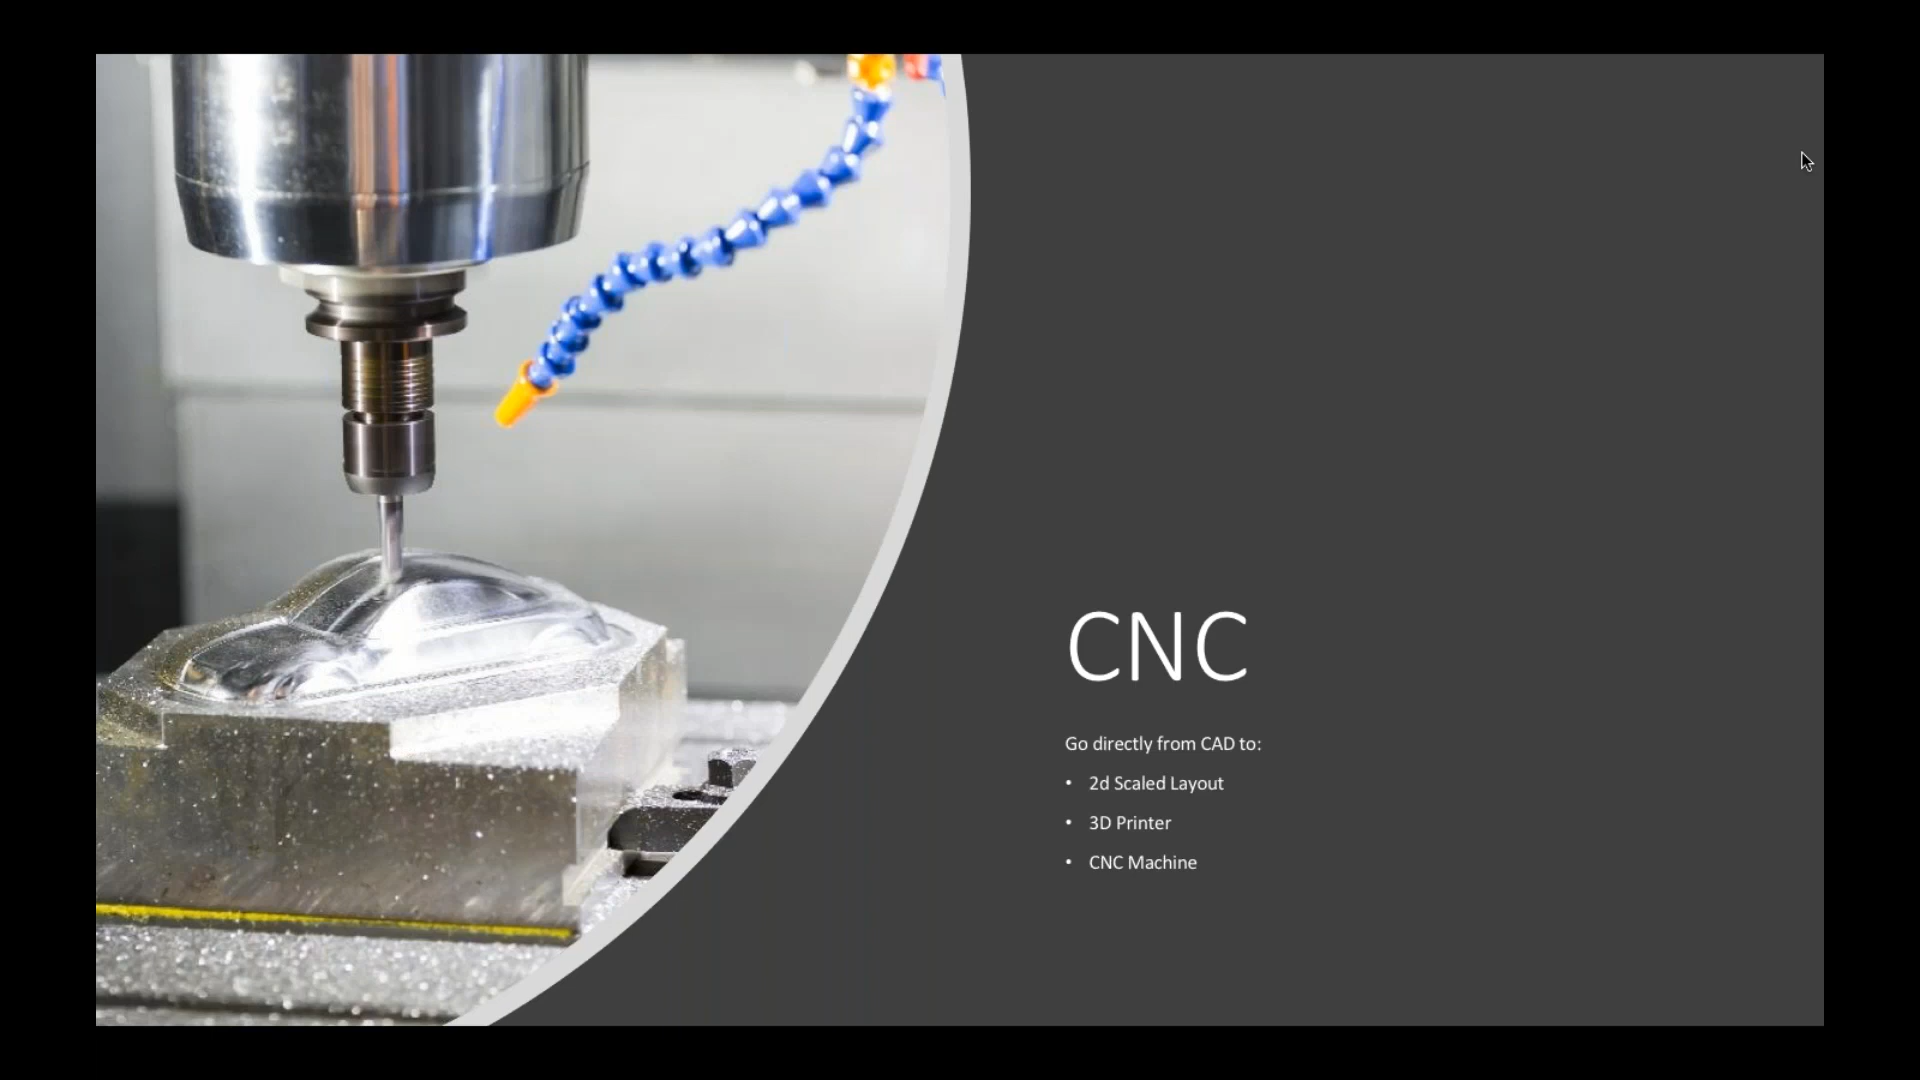 CNC
Go directly from CAD to:
• 2d Scaled Layout
• 3D Printer
• CNC Machine